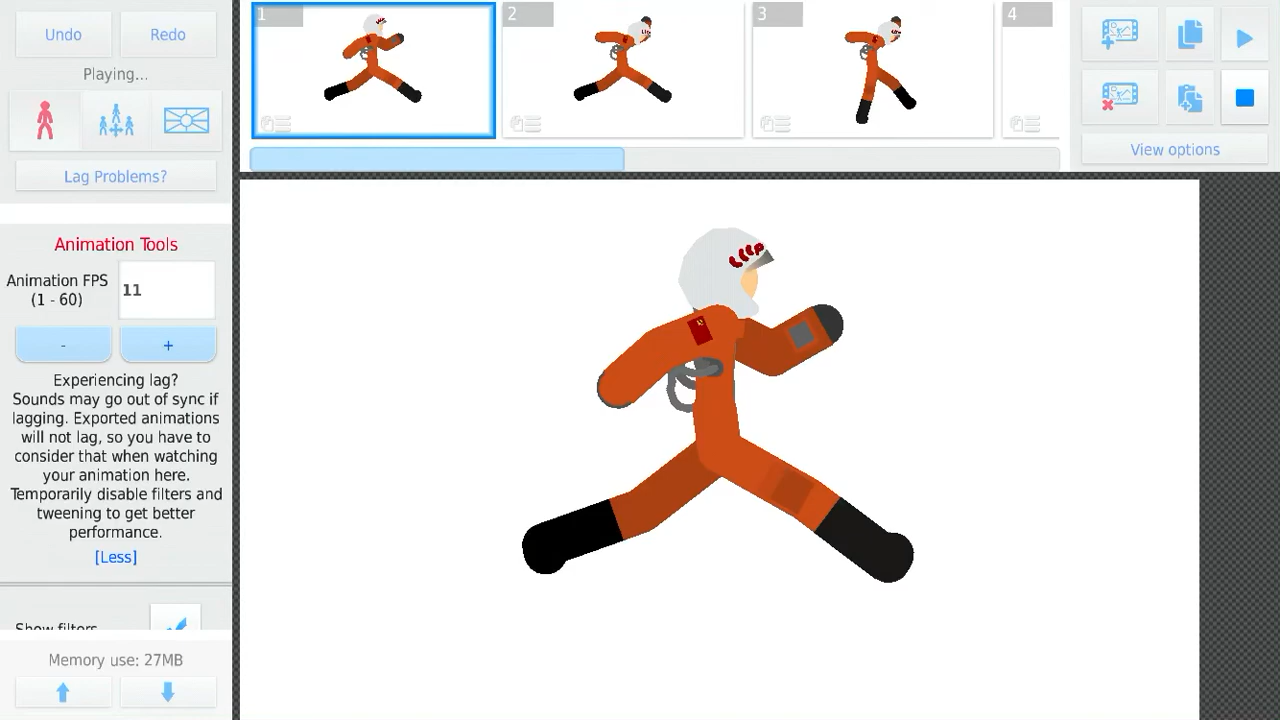 Undo
Redo
Playing...
Lag Problems?
1
2
3
4
View options
Animation Tools
Animation FPS
(1 - 60)
11
-
+
Experiencing lag?
Sounds may go out of sync if
lagging. Exported animations
will not lag, so you have to
consider that when watching
your animation here.
Temporarily disable filters and
tweening to get better
performance.
[Less]
Show filters
Memory use: 27MB